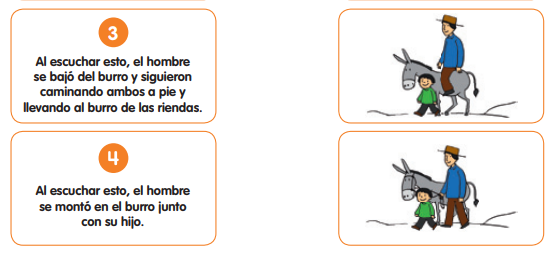 3
Al escuchar esto, el hombre
se bajó del burro y siguieron
caminando ambos a pie y
llevando al burro de las riendas.
4
Al escuchar esto, el hombre
se montó en el burro junto
con su hijo.